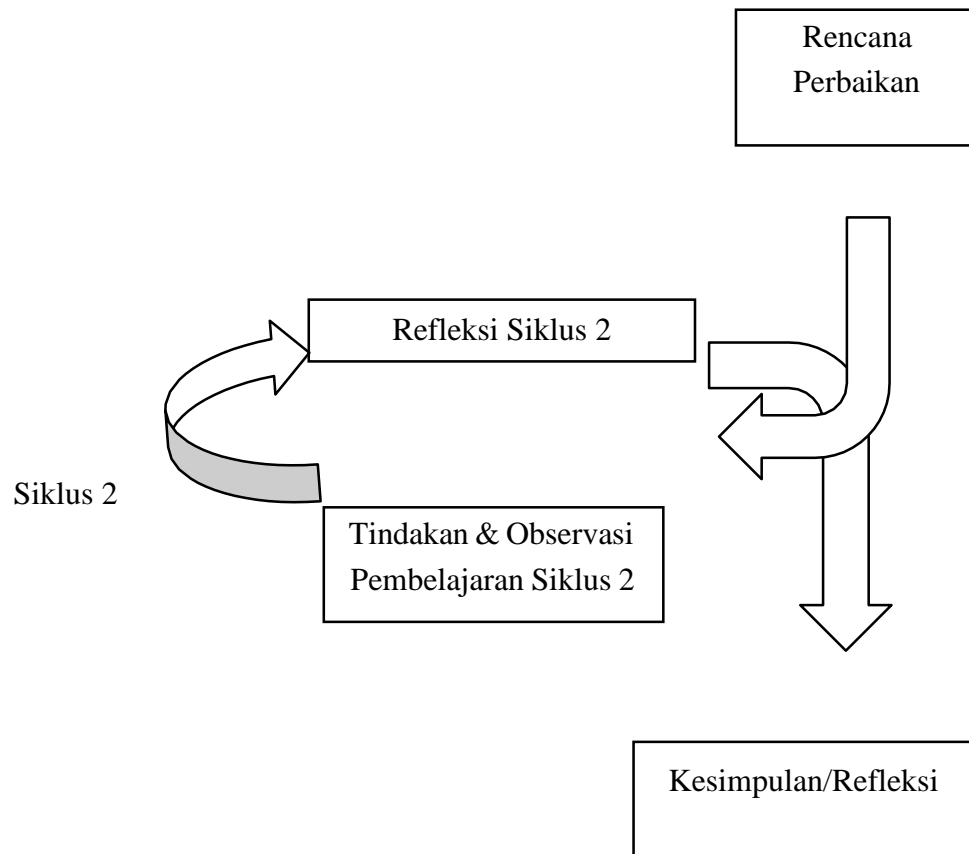 Rencana
Perbaikan
Refleksi Siklus 2
Siklus 2
Tindakan & Observasi
Pembelajaran Siklus 2
Kesimpulan/Refleksi